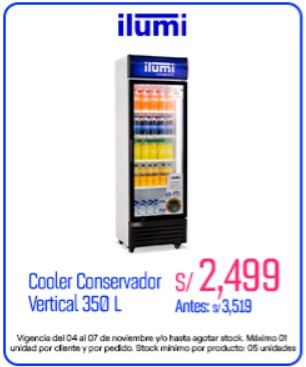 ilumi
ilumi
Cooler Conservador
Vertical 350 L
S/ 2,499
Antes: S/ 3,519
Vigencia del 04 al 07 de noviembre y/o hasta agotar stock. Máximo 01
unidad por cliente y por pedido. Stock mínimo por producto: 05 unidades